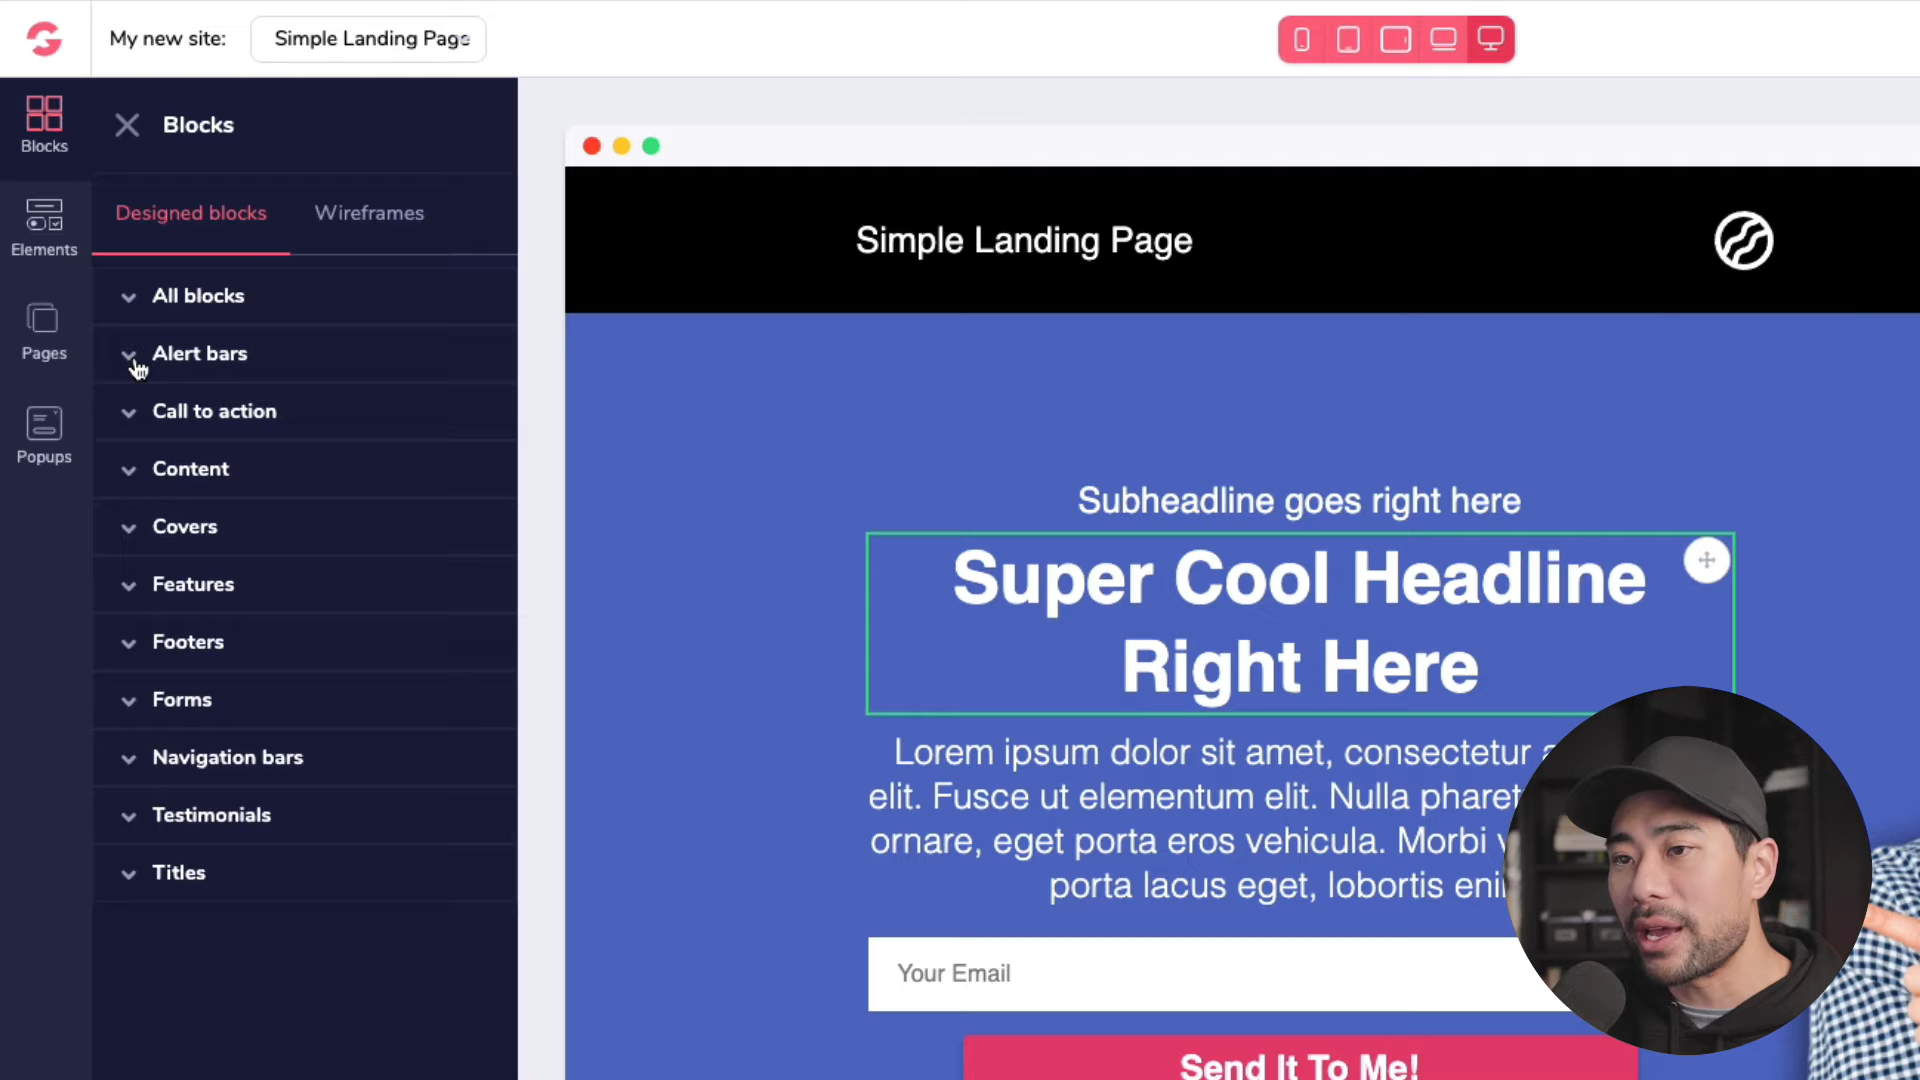 My new site: Simple Landing Page
Blocks
Elements
Pages
Popups
Blocks
Designed blocks Wireframes
All blocks
Alert bars
Call to action
Content
Covers
Features
Footers
Forms
Navigation bars
Testimonials
Titles
Simple Landing Page
Subheadline goes right here
Super Cool Headline
Right Here
Lorem ipsum dolor sit amet, consectetur
elit. Fusce ut elementum elit. Nulla
ornare, eget porta eros vehicula. Morbi
porta lacus eget, lobortis
Your Email
Send It To Me!